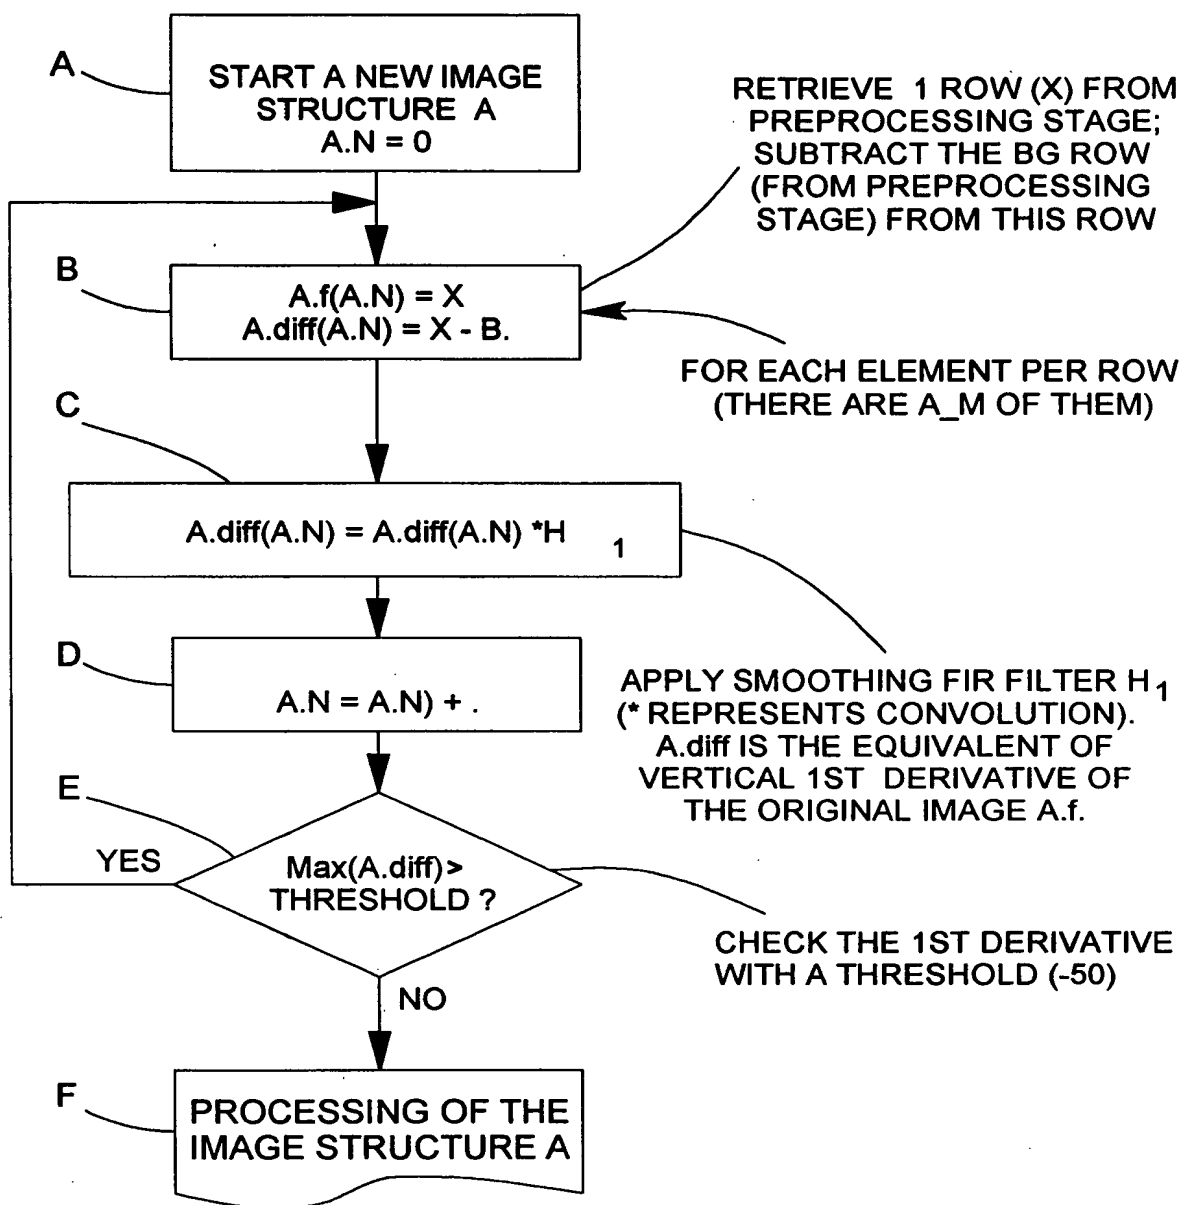 A
START A NEW IMAGE
STRUCTURE A
A.N = 0
RETRIEVE 1 ROW (X) FROM
PREPROCESSING STAGE;
SUBTRACT THE BG ROW
(FROM PREPROCESSING
STAGE) FROM THIS ROW
B
A.f(A.N) = X
A.diff(A.N) = X - B.
FOR EACH ELEMENT PER ROW
(THERE ARE A_M OF THEM)
C
A.diff(A.N) = A.diff(A.N) *H 1
D
A.N = A.N) + .
APPLY SMOOTHING FIR FILTER H1
(* REPRESENTS CONVOLUTION).
A.diff IS THE EQUIVALENT OF
VERTICAL 1ST DERIVATIVE OF
THE ORIGINAL IMAGE A.f.
E
YES
Max(A.diff)>
THRESHOLD ?
CHECK THE 1ST DERIVATIVE
WITH A THRESHOLD (-50)
NO
F
PROCESSING OF THE
IMAGE STRUCTURE A